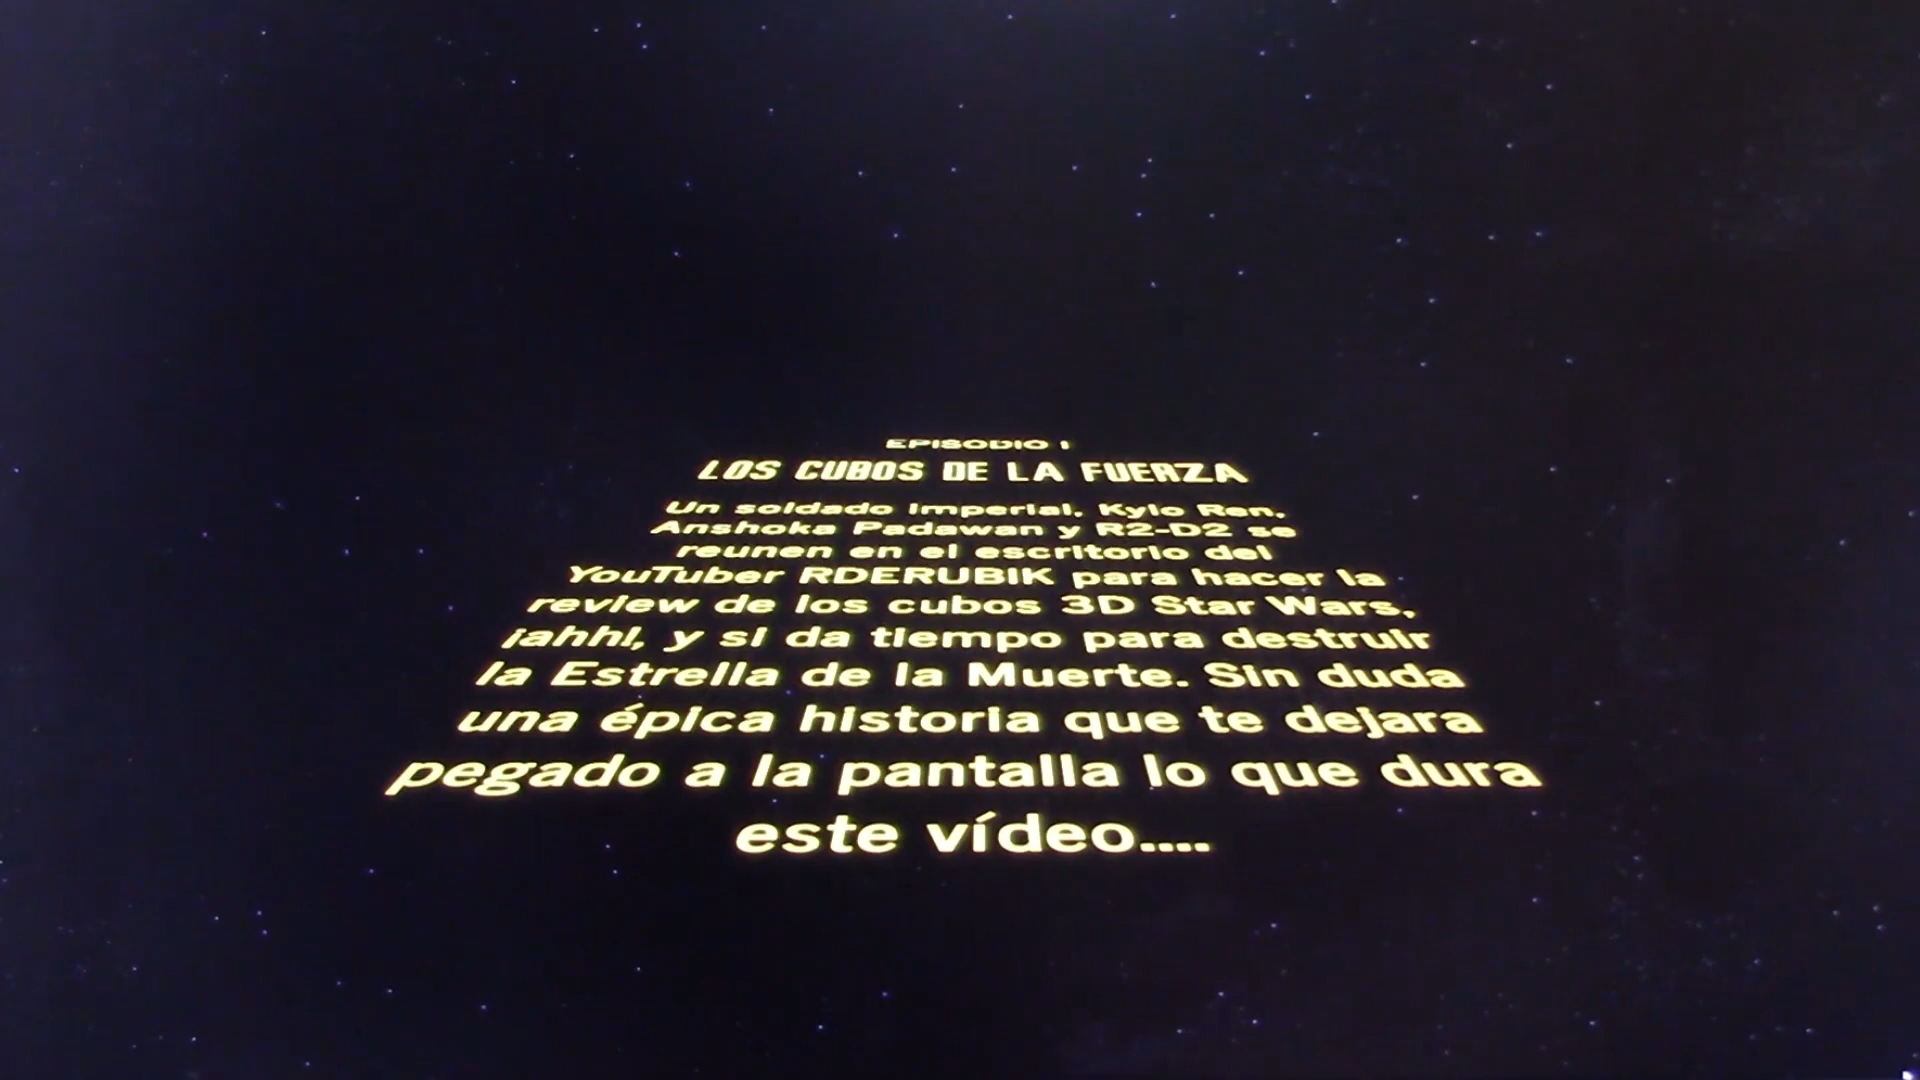 EPISODIO I
LOS CUBOS DE LA FUERZA
Un soldado Imperial, Kylo Ren,
Anshoka Padawan y R2-D2 se
reunen en el escritorio del
YouTuber RDERUBIK para hacer la
review de los cubos 3D Star Wars,
¡ahh!, y si da tiempo para destruir
la Estrella de la Muerte. Sin duda
una épica historia que te dejara
pegado a la pantalla lo que dura
este vídeo....